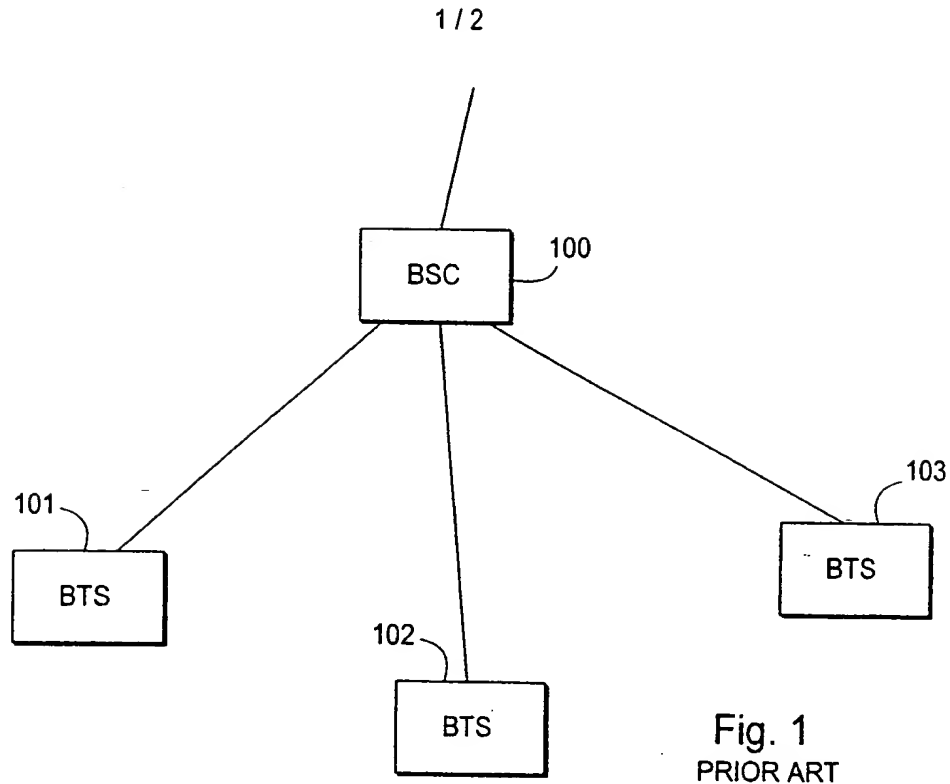 1 / 2
BSC
100
101
BTS
102
BTS
103
BTS
Fig. 1
PRIOR ART